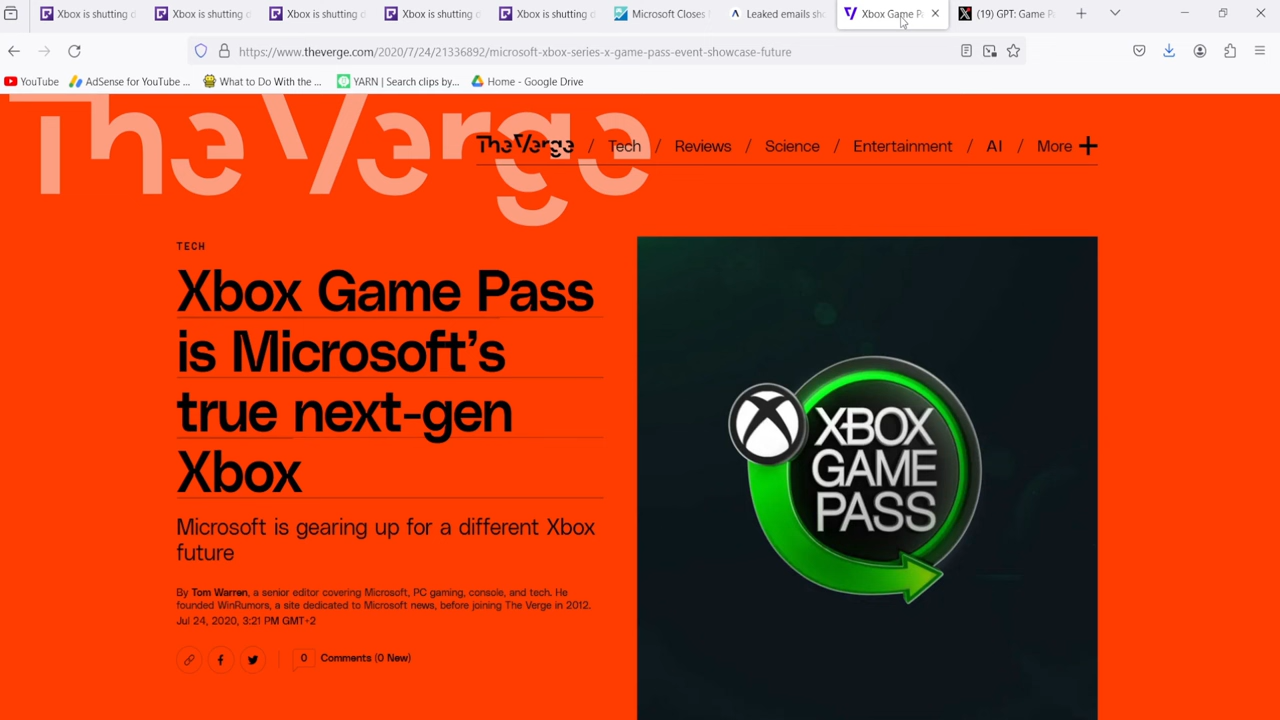 Xbox is shutting d
Xbox is shutting d
Xbox is shutting d
Xbox is shutting d
Xbox is shutting d
Microsoft Closes
Leaked emails sho
Xbox Game Pa
(19) GPT: Game P
https://www.theverge.com/2020/7/24/21336892/microsoft-xbox-series-x-game-pass-event-showcase-future
YouTube
AdSense for YouTube ...
What to Do With the ...
YARN | Search clips by...
Home - Google Drive
The Verge
The Verge / Tech / Reviews / Science / Entertainment / AI / More +
TECH
Xbox Game Pass
is Microsoft's
true next-gen
Xbox
Microsoft is gearing up for a different Xbox
future
By Tom Warren, a senior editor covering Microsoft, PC gaming, console, and tech. He
founded WinRumors, a site dedicated to Microsoft news, before joining The Verge in 2012.
Jul 24, 2020, 3:21 PM GMT+2
0 Comments (0 New)
XBOX
GAME
PASS